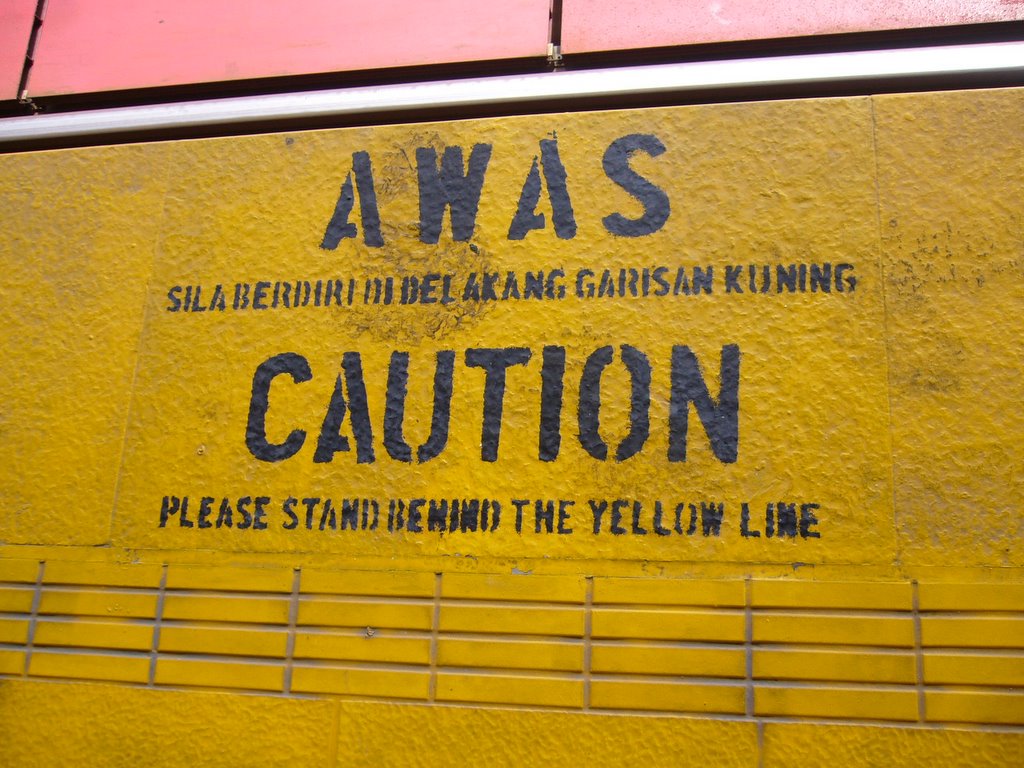 AWAS
SILA BERDIRI DI BELAKANG GARISAN KUNING
CAUTION
PLEASE STAND BEHIND THE YELLOW LINE